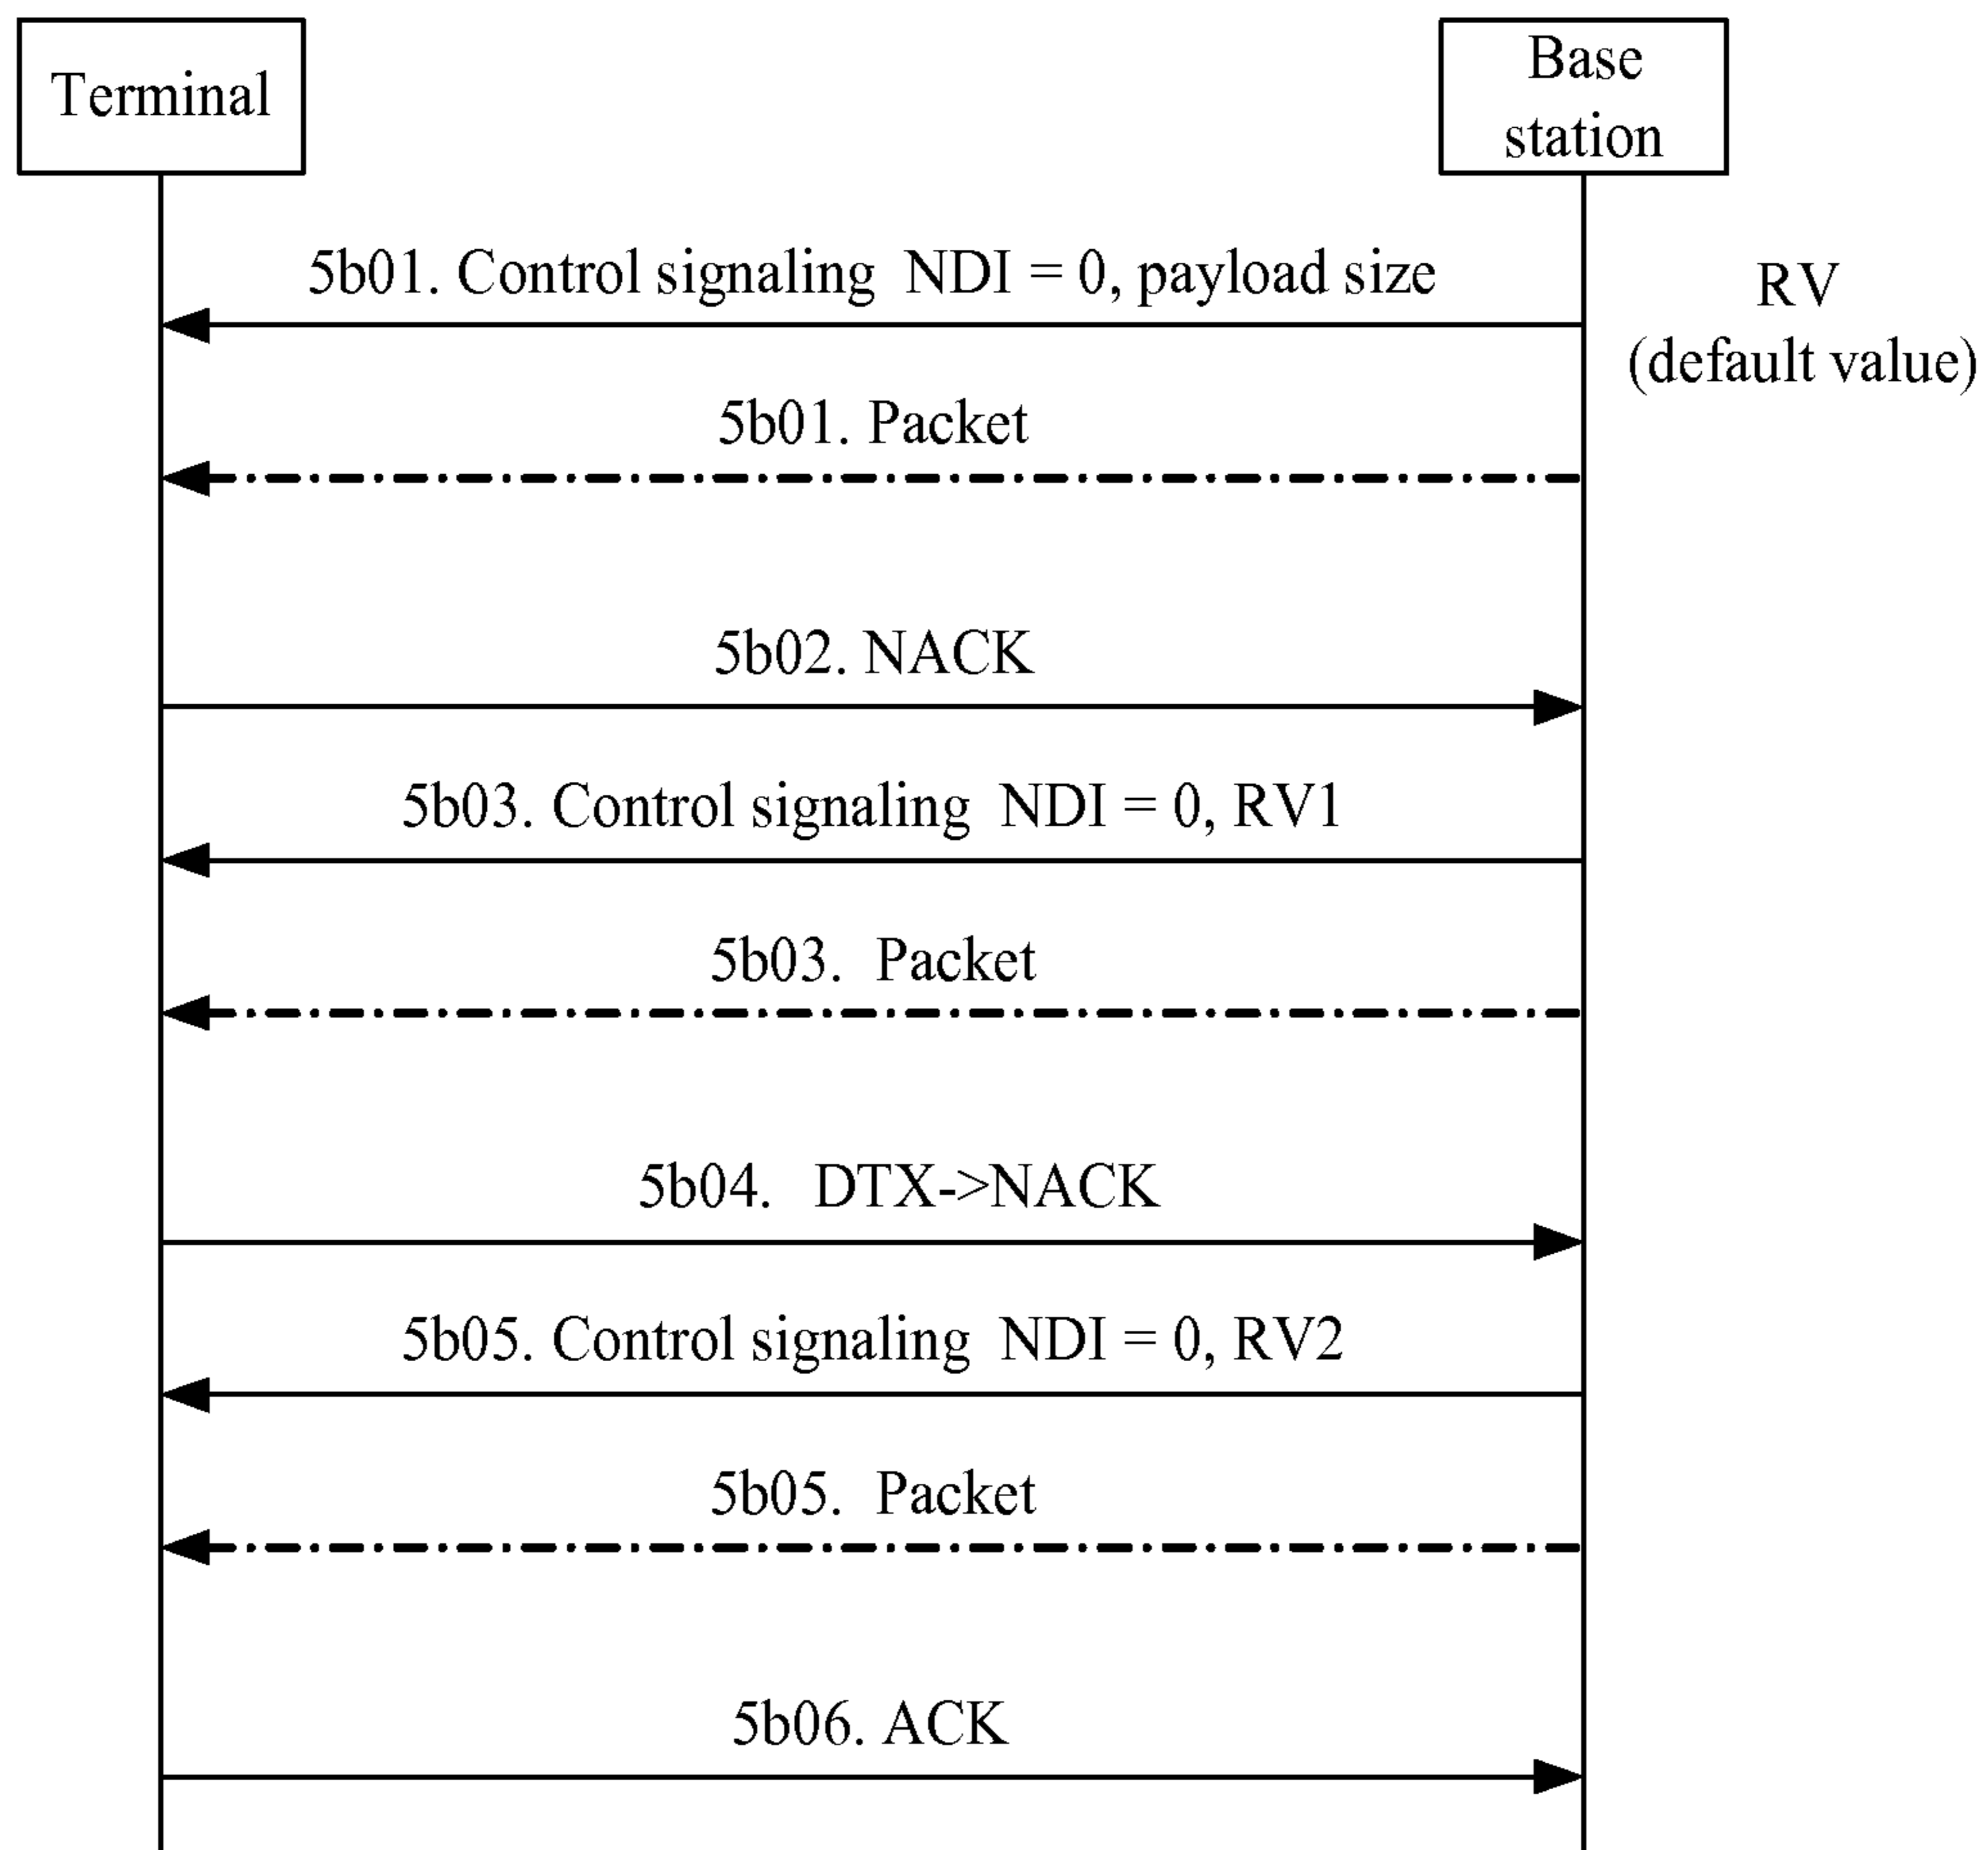 Terminal
Base
station
5b01. Control signaling NDI = 0, payload size
RV
(default value)
5b01. Packet
5b02. NACK
5b03. Control signaling NDI = 0, RV1
5b03. Packet
5b04. DTX->NACK
5b05. Control signaling NDI = 0, RV2
5b05. Packet
5b06. ACK